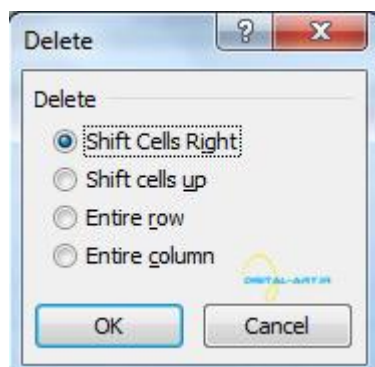 Delete
Delete
Shift Cells Right
Shift cells up
Entire row
Entire column
DIGITAL-ART.IR
OK Cancel